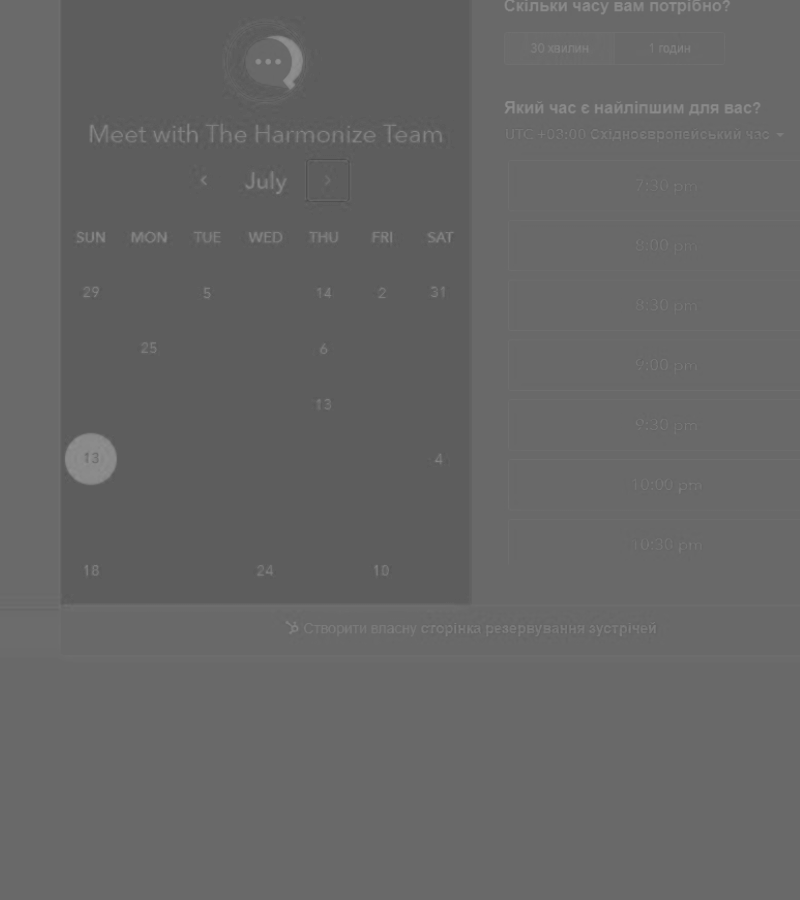 Meet with The Harmonize Team
July
SUN MON TUE WED THU FRI SAT
29 5 14 2 31
25 6
13
13 4
18 24 10
Скільки часу вам потрібно?
30 хвилин 1 годин
Який час є найліпшим для вас?
UTC +03:00 Східноєвропейський час
7:30 pm
8:00 pm
8:30 pm
9:00 pm
9:30 pm
10:00 pm
10:30 pm
Створити власну сторінка резервування зустрічей